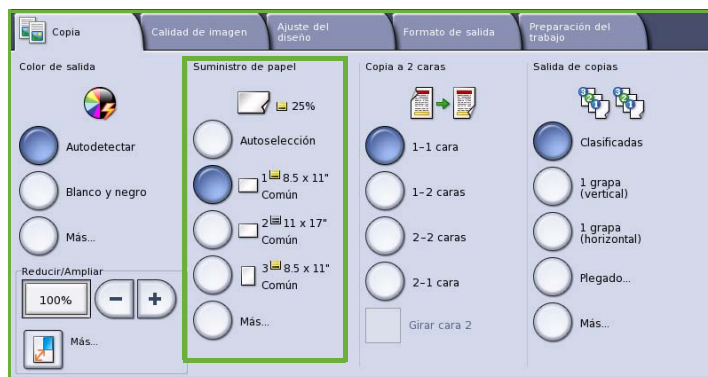 Copia
Calidad de imagen
Ajuste del
diseño
Formato de salida
Preparación del
trabajo
Color de salida
Autodetectar
Blanco y negro
Más...
Reducir/Ampliar
100%
Más...
Suministro de papel
25%
Autoselección
1 8.5 x 11"
Común
2 11 x 17"
Común
3 8.5 x 11"
Común
Más...
Copia a 2 caras
1-1 cara
1-2 caras
2-2 caras
2-1 cara
Girar cara 2
Salida de copias
Clasificadas
1 grapa
(vertical)
1 grapa
(horizontal)
Plegado...
Más...